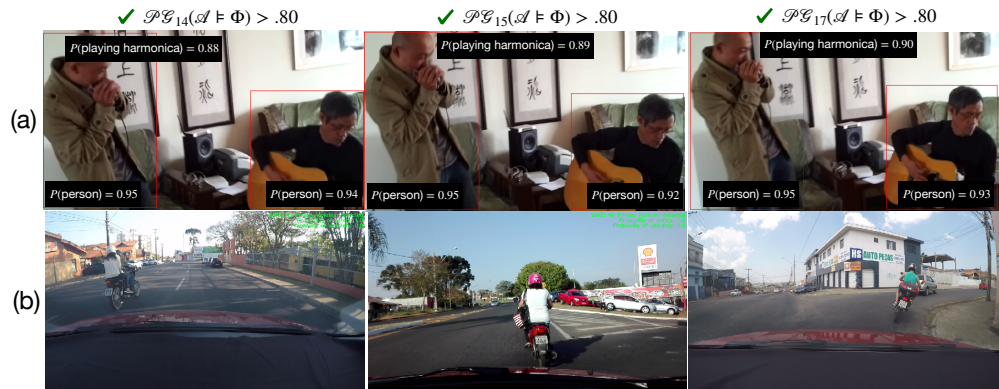 ✓ 𝒫𝒢₁₄(𝒜 ⊨ Φ) > .80
✓ 𝒫𝒢₁₅(𝒜 ⊨ Φ) > .80
✓ 𝒫𝒢₁₇(𝒜 ⊨ Φ) > .80
(a)
P(playing harmonica) = 0.88
P(playing harmonica) = 0.89
P(playing harmonica) = 0.90
P(person) = 0.95
P(person) = 0.94
P(person) = 0.95
P(person) = 0.92
P(person) = 0.95
P(person) = 0.93
(b)
AUTO PEÇAS